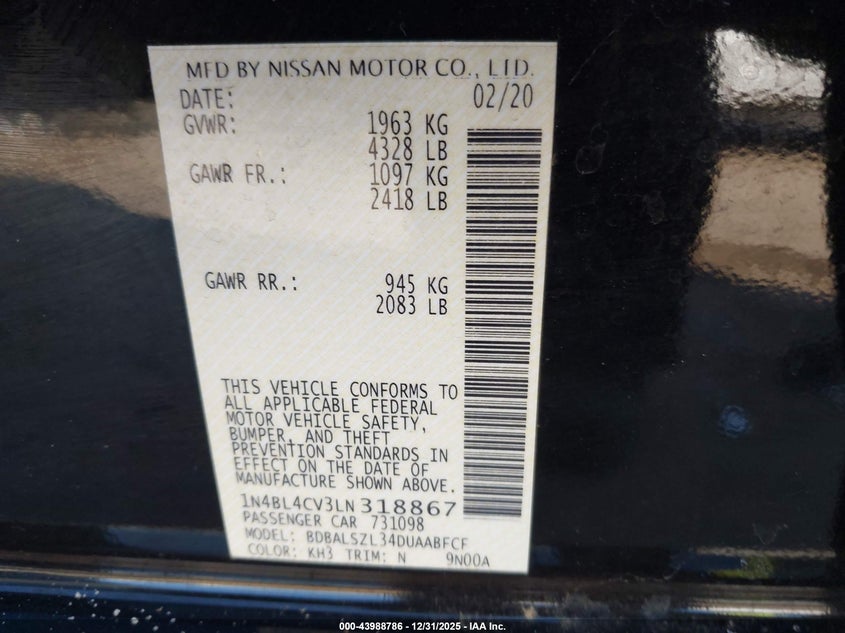 MFD BY NISSAN MOTOR CO., LTD.
DATE: 02/20
GVWR: 1963 KG
4328 LB
GAWR FR.: 1097 KG
2418 LB
GAWR RR.: 945 KG
2083 LB
THIS VEHICLE CONFORMS TO
ALL APPLICABLE FEDERAL
MOTOR VEHICLE SAFETY,
BUMPER, AND THEFT
PREVENTION STANDARDS IN
EFFECT ON THE DATE OF
MANUFACTURE SHOWN ABOVE.
1N4BL4CV3LN318867
PASSENGER CAR 731098
MODEL: BDBALSZL34DUAABFCF
COLOR: KH3 TRIM: N 9N00A
000-43988786 - 12/31/2025 - IAA Inc.